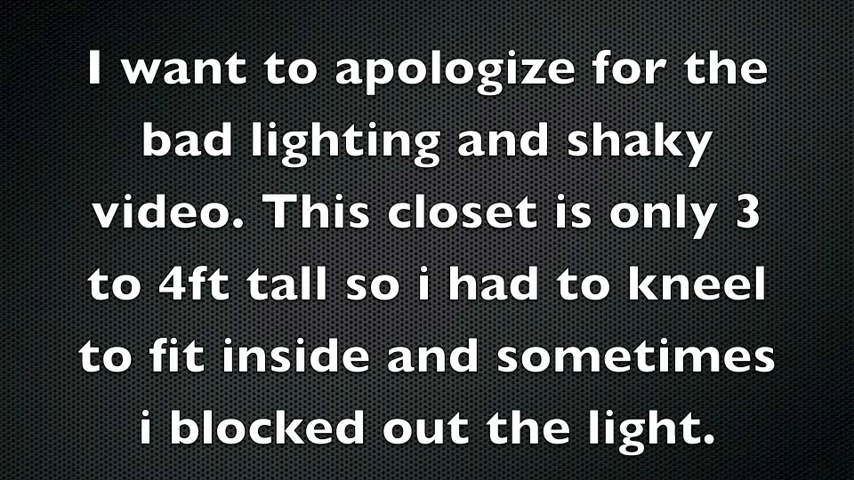 I want to apologize for the
bad lighting and shaky
video. This closet is only 3
to 4ft tall so i had to kneel
to fit inside and sometimes
i blocked out the light.